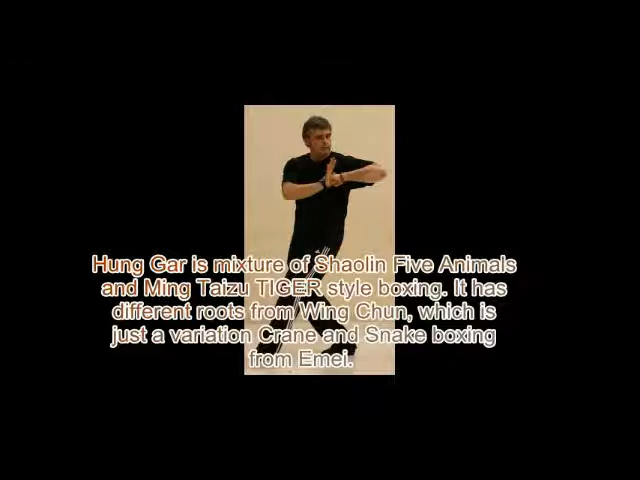 Hung Gar is mixture of Shaolin Five Animals
and Ming Taizu TIGER style boxing. It has
different roots from Wing Chun, which is
just a variation Crane and Snake boxing
from Emei.